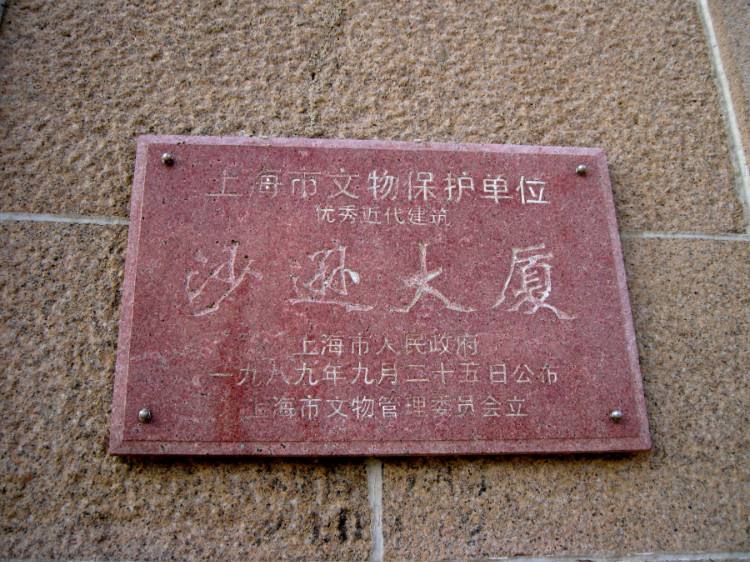 上海市文物保护单位
优秀近代建筑
沙逊大厦
上海市人民政府
一九八九年九月二十五日公布
上海市文物管理委员会立